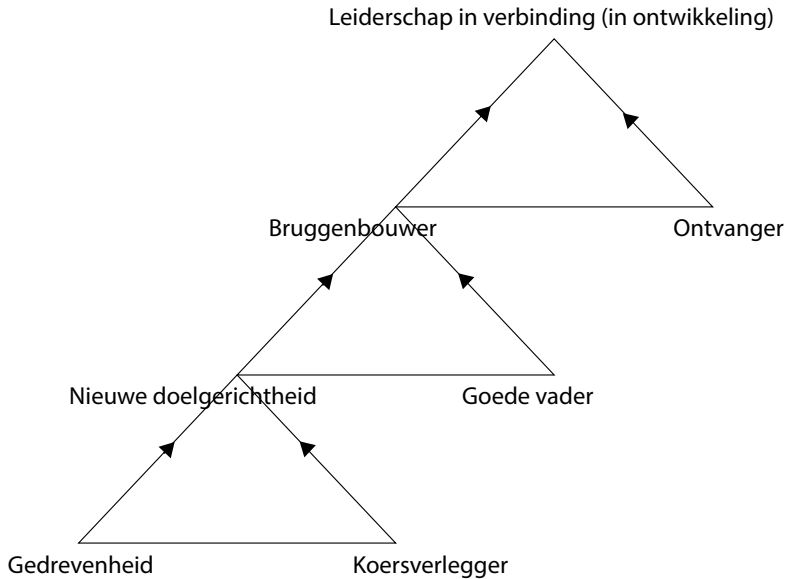 Leiderschap in verbinding (in ontwikkeling)
Bruggenbouwer
Ontvanger
Nieuwe doelgerichtheid
Goede vader
Gedrevenheid
Koersverlegger